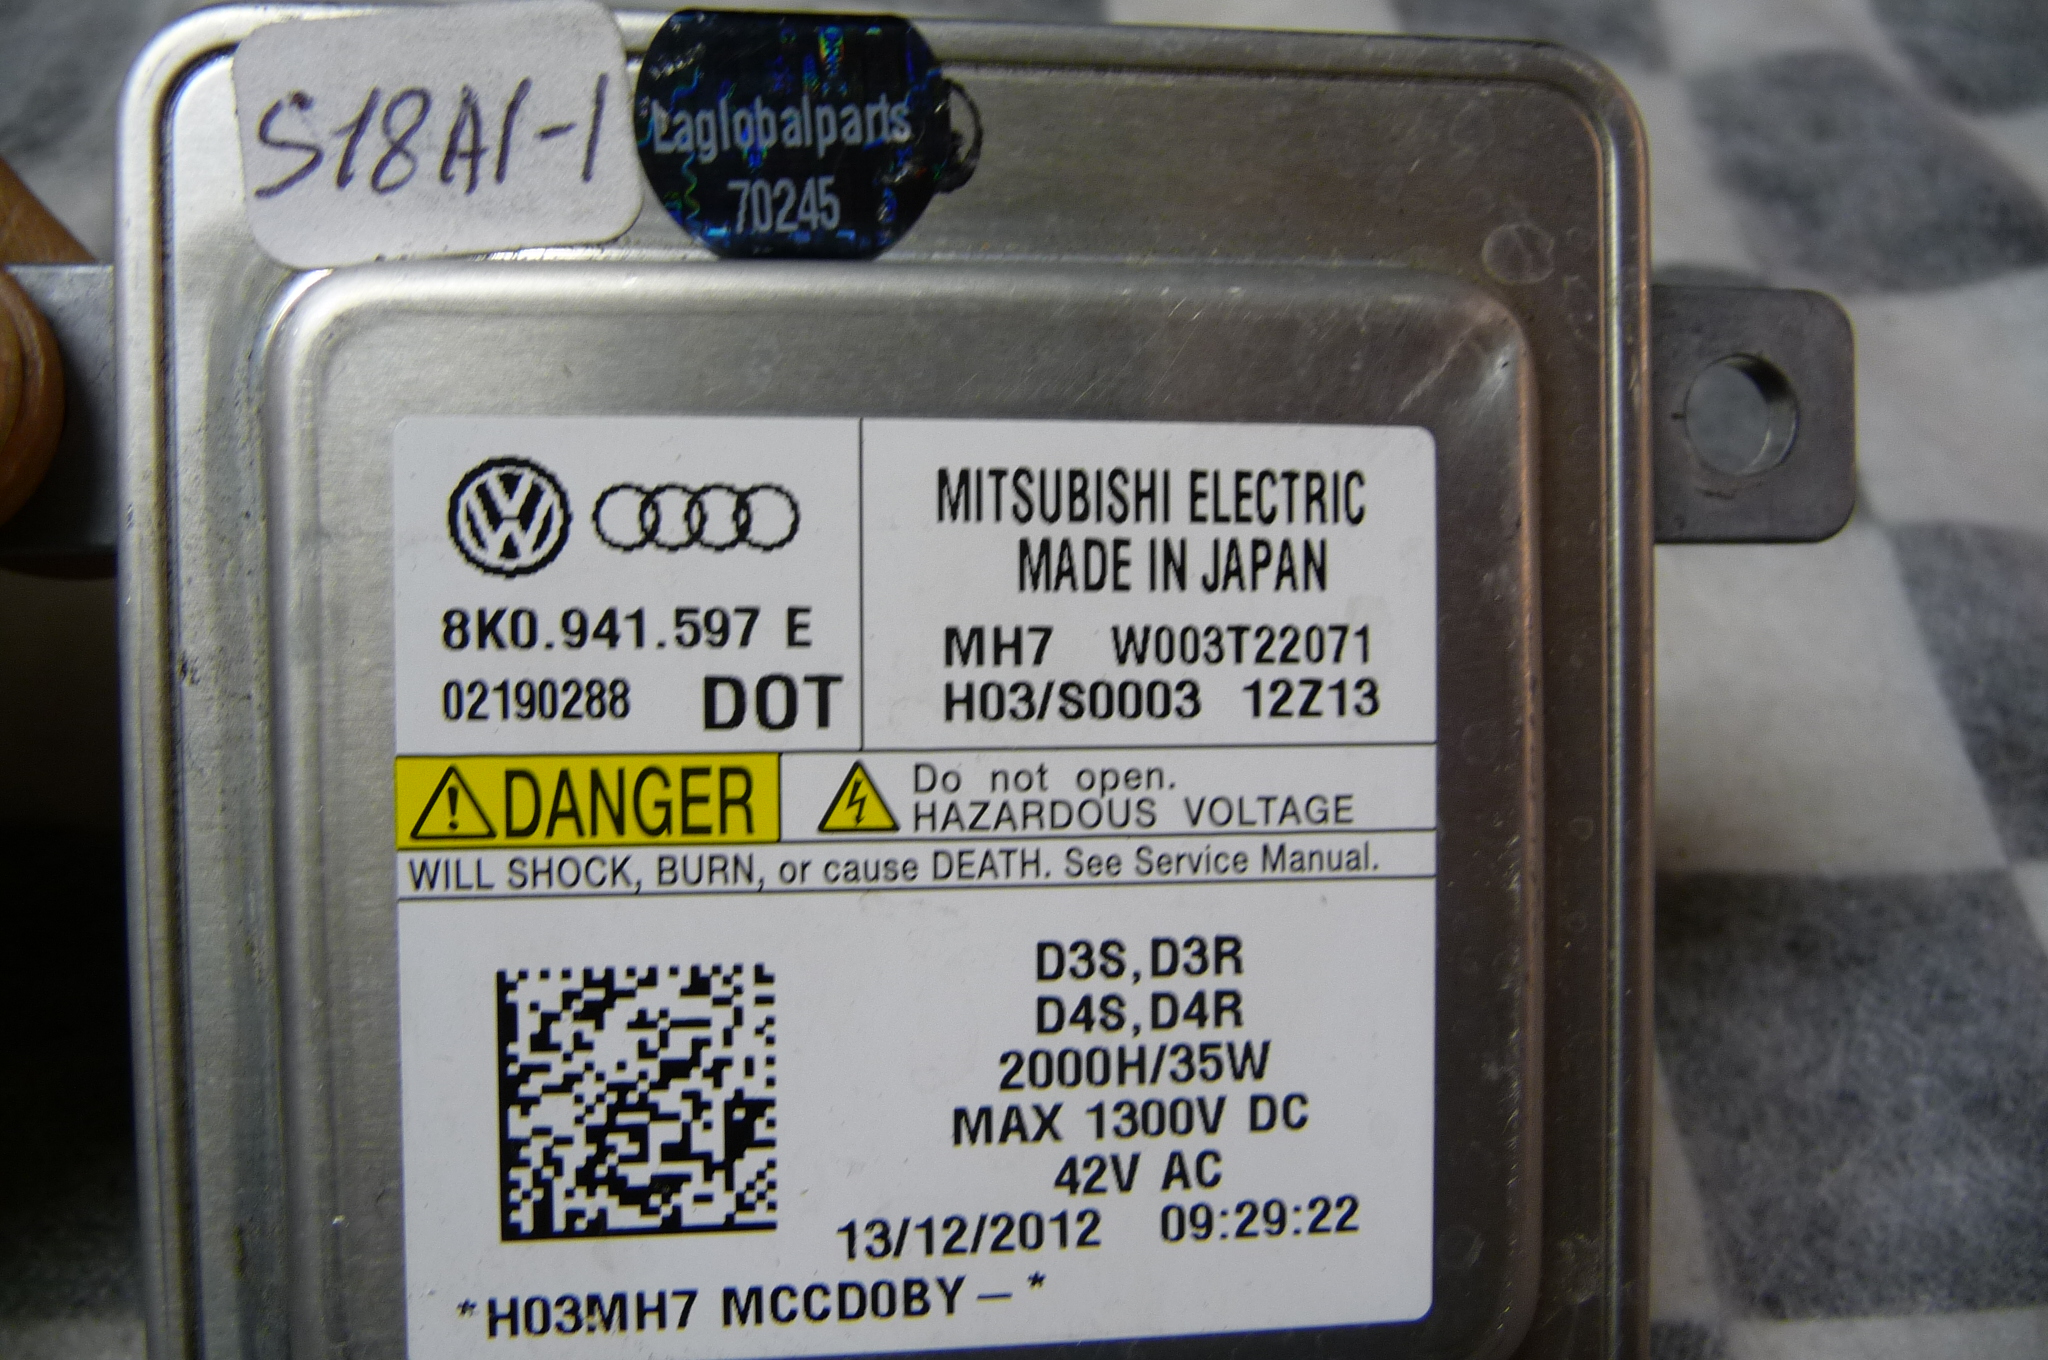 S18A1-1
Laglobalparts
70245
8K0.941.597 E
02190288 DOT
MITSUBISHI ELECTRIC
MADE IN JAPAN
MH7 W003T22071
H03/S0003 12Z13
DANGER
Do not open.
HAZARDOUS VOLTAGE
WILL SHOCK, BURN, or cause DEATH. See Service Manual.
D3S,D3R
D4S,D4R
2000H/35W
MAX 1300V DC
42V AC
13/12/2012 09:29:22
*H03MH7 MCCD0BY—*